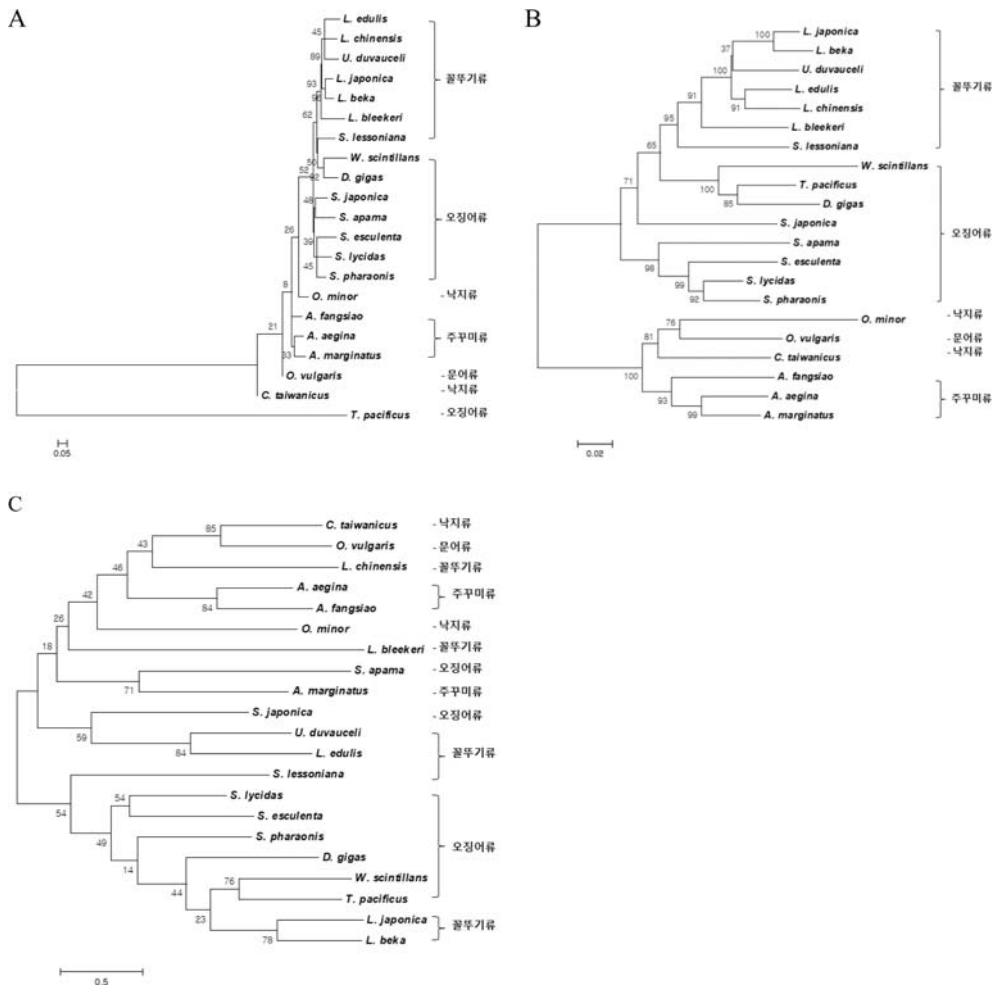 A
L. edulis
45
L. chinensis
89
U. duvauceli
93
L. japonica
꼴뚜기류
L. beka
62
L. bleekeri
S. lessoniana
50
W. scintillans
52
92
D. gigas
48
S. japonica
S. apama
오징어류
26
39
S. esculenta
S. lycidas
45
S. pharaonis
8
O. minor
- 낙지류
A. fangsiao
21
A. aegina
주꾸미류
33
A. marginatus
O. vulgaris
- 문어류
C. taiwanicus
- 낙지류
T. pacificus
- 오징어류
0.05
B
L. japonica
100
37
L. beka
100
U. duvauceli
91
L. edulis
꼴뚜기류
91
L. chinensis
95
L. bleekeri
65
S. lessoniana
W. scintillans
71
100
T. pacificus
85
D. gigas
S. japonica
오징어류
S. apama
98
S. esculenta
99
S. lycidas
92
S. pharaonis
76
O. minor
- 낙지류
81
O. vulgaris
- 문어류
C. taiwanicus
- 낙지류
100
A. fangsiao
93
A. aegina
주꾸미류
99
A. marginatus
0.02
C
85
C. taiwanicus
- 낙지류
43
O. vulgaris
- 문어류
46
L. chinensis
- 꼴뚜기류
42
A. aegina
주꾸미류
84
A. fangsiao
26
O. minor
- 낙지류
18
L. bleekeri
- 꼴뚜기류
S. apama
- 오징어류
71
A. marginatus
- 주꾸미류
S. japonica
- 오징어류
59
U. duvauceli
84
L. edulis
꼴뚜기류
S. lessoniana
54
54
S. lycidas
S. esculenta
49
S. pharaonis
오징어류
14
D. gigas
44
76
W. scintillans
T. pacificus
23
L. japonica
꼴뚜기류
78
L. beka
0.5